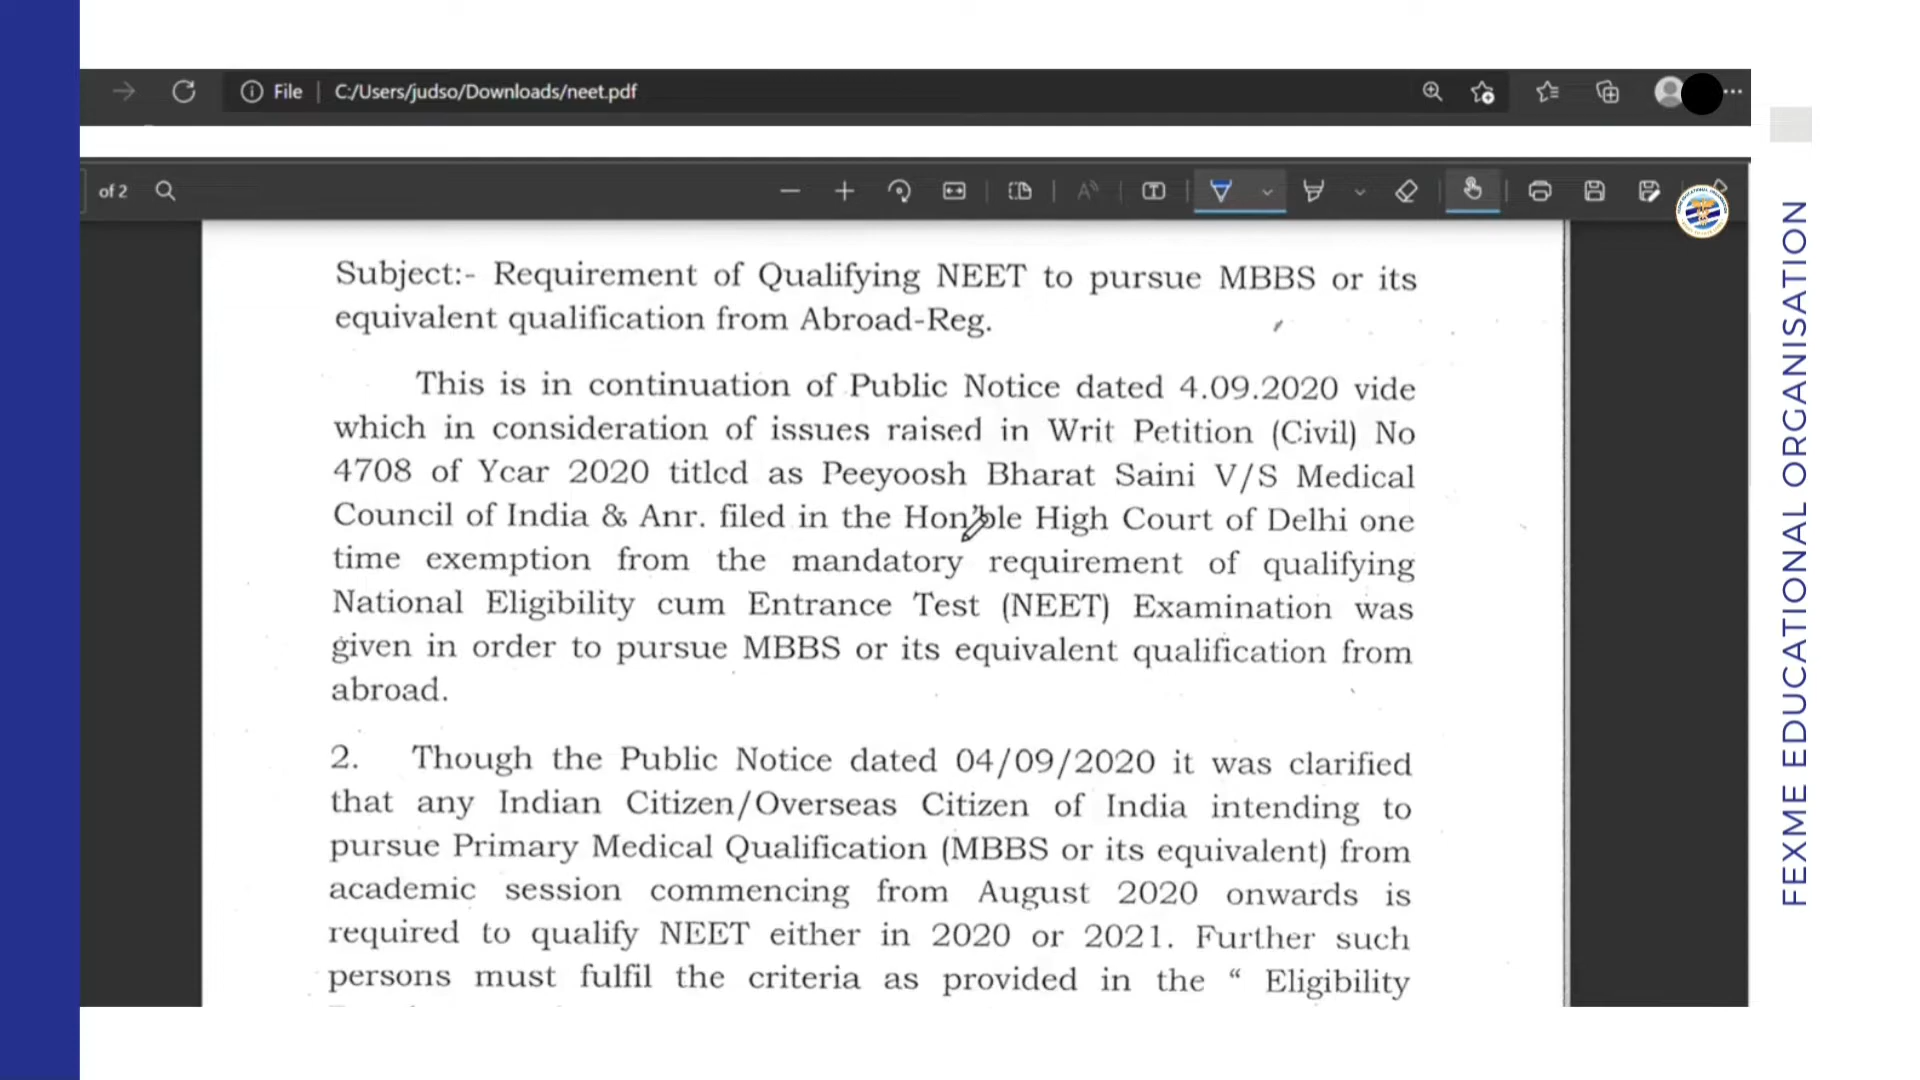 File | C:/Users/judso/Downloads/neet.pdf
of 2
Subject:- Requirement of Qualifying NEET to pursue MBBS or its
equivalent qualification from Abroad-Reg.
This is in continuation of Public Notice dated 4.09.2020 vide
which in consideration of issues raised in Writ Petition (Civil) No
4708 of Year 2020 titled as Peeyoosh Bharat Saini V/S Medical
Council of India & Anr. filed in the Hon'ble High Court of Delhi one
time exemption from the mandatory requirement of qualifying
National Eligibility cum Entrance Test (NEET) Examination was
given in order to pursue MBBS or its equivalent qualification from
abroad.
2. Though the Public Notice dated 04/09/2020 it was clarified
that any Indian Citizen/Overseas Citizen of India intending to
pursue Primary Medical Qualification (MBBS or its equivalent) from
academic session commencing from August 2020 onwards is
required to qualify NEET either in 2020 or 2021. Further such
persons must fulfil the criteria as provided in the “ Eligibility
FEXME EDUCATIONAL ORGANISATION